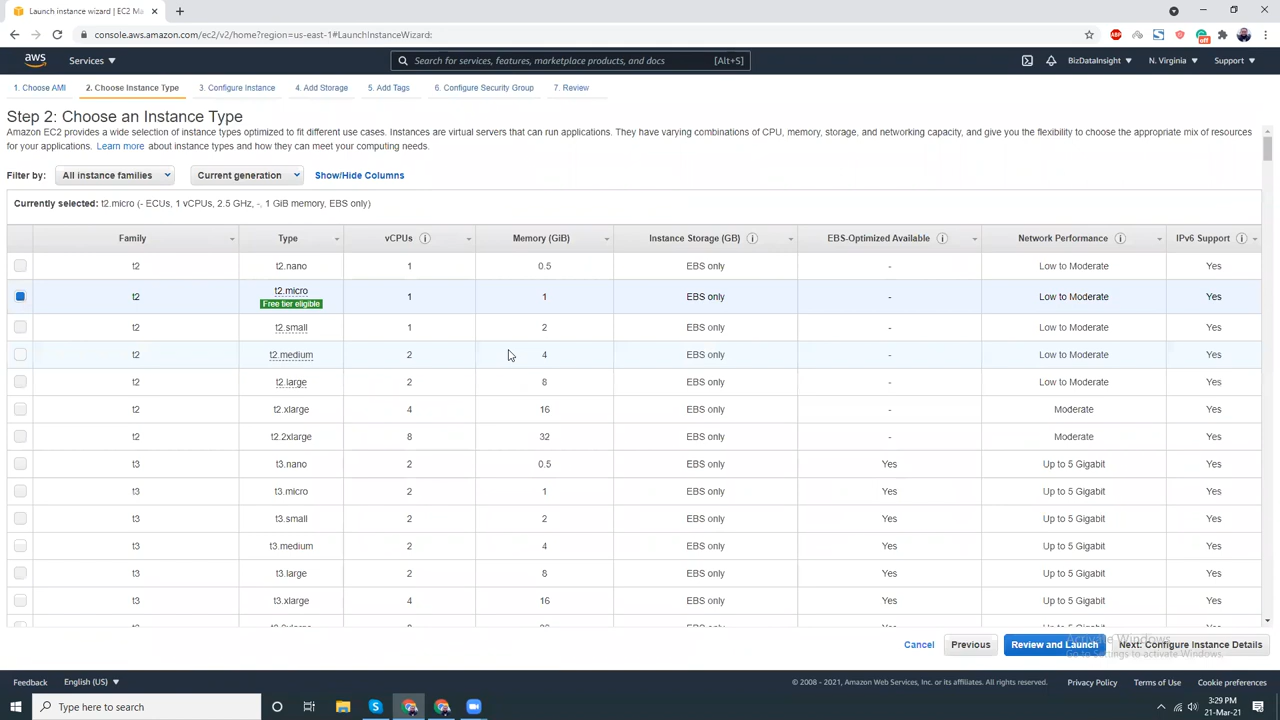 Launch instance wizard | EC2 Ma
console.aws.amazon.com/ec2/v2/home?region=us-east-1#LaunchInstanceWizard:
aws Services Search for services, features, marketplace products, and docs [Alt+S] BizDataInsight N. Virginia Support
1. Choose AMI 2. Choose Instance Type 3. Configure Instance 4. Add Storage 5. Add Tags 6. Configure Security Group 7. Review
Step 2: Choose an Instance Type
Amazon EC2 provides a wide selection of instance types optimized to fit different use cases. Instances are virtual servers that can run applications. They have varying combinations of CPU, memory, storage, and networking capacity, and give you the flexibility to choose the appropriate mix of resources
for your applications. Learn more about instance types and how they can meet your computing needs.
Filter by: All instance families Current generation Show/Hide Columns
Currently selected: t2.micro (- ECUs, 1 vCPUs, 2.5 GHz, -, 1 GiB memory, EBS only)
Family Type vCPUs Memory (GiB) Instance Storage (GB) EBS-Optimized Available Network Performance IPv6 Support
t2 t2.nano 1 0.5 EBS only - Low to Moderate Yes
t2 t2.micro 1 1 EBS only - Low to Moderate Yes
Free tier eligible
t2 t2.small 1 2 EBS only - Low to Moderate Yes
t2 t2.medium 2 4 EBS only - Low to Moderate Yes
t2 t2.large 2 8 EBS only - Low to Moderate Yes
t2 t2.xlarge 4 16 EBS only - Moderate Yes
t2 t2.2xlarge 8 32 EBS only - Moderate Yes
t3 t3.nano 2 0.5 EBS only Yes Up to 5 Gigabit Yes
t3 t3.micro 2 1 EBS only Yes Up to 5 Gigabit Yes
t3 t3.small 2 2 EBS only Yes Up to 5 Gigabit Yes
t3 t3.medium 2 4 EBS only Yes Up to 5 Gigabit Yes
t3 t3.large 2 8 EBS only Yes Up to 5 Gigabit Yes
t3 t3.xlarge 4 16 EBS only Yes Up to 5 Gigabit Yes
Activate Windows
Go to Settings to activate Windows.
Cancel Previous Review and Launch Next: Configure Instance Details
Feedback English (US) © 2008 - 2021, Amazon Web Services, Inc. or its affiliates. All rights reserved. Privacy Policy Terms of Use Cookie preferences
Type here to search 3:29 PM
21-Mar-21